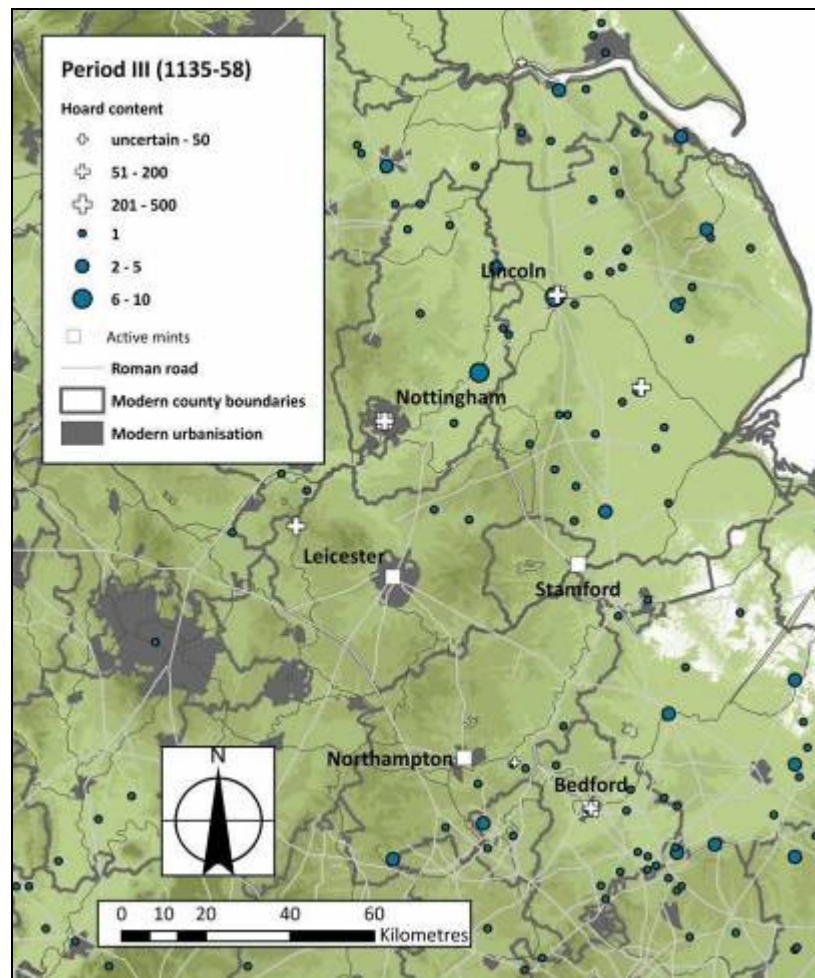 Period III (1135-58)
Hoard content
uncertain - 50
51 - 200
201 - 500
1
2 - 5
6 - 10
Active mints
Roman road
Modern county boundaries
Modern urbanisation
Lincoln
Nottingham
Leicester
Stamford
Northampton
Bedford
N
0 10 20 40 60
Kilometres